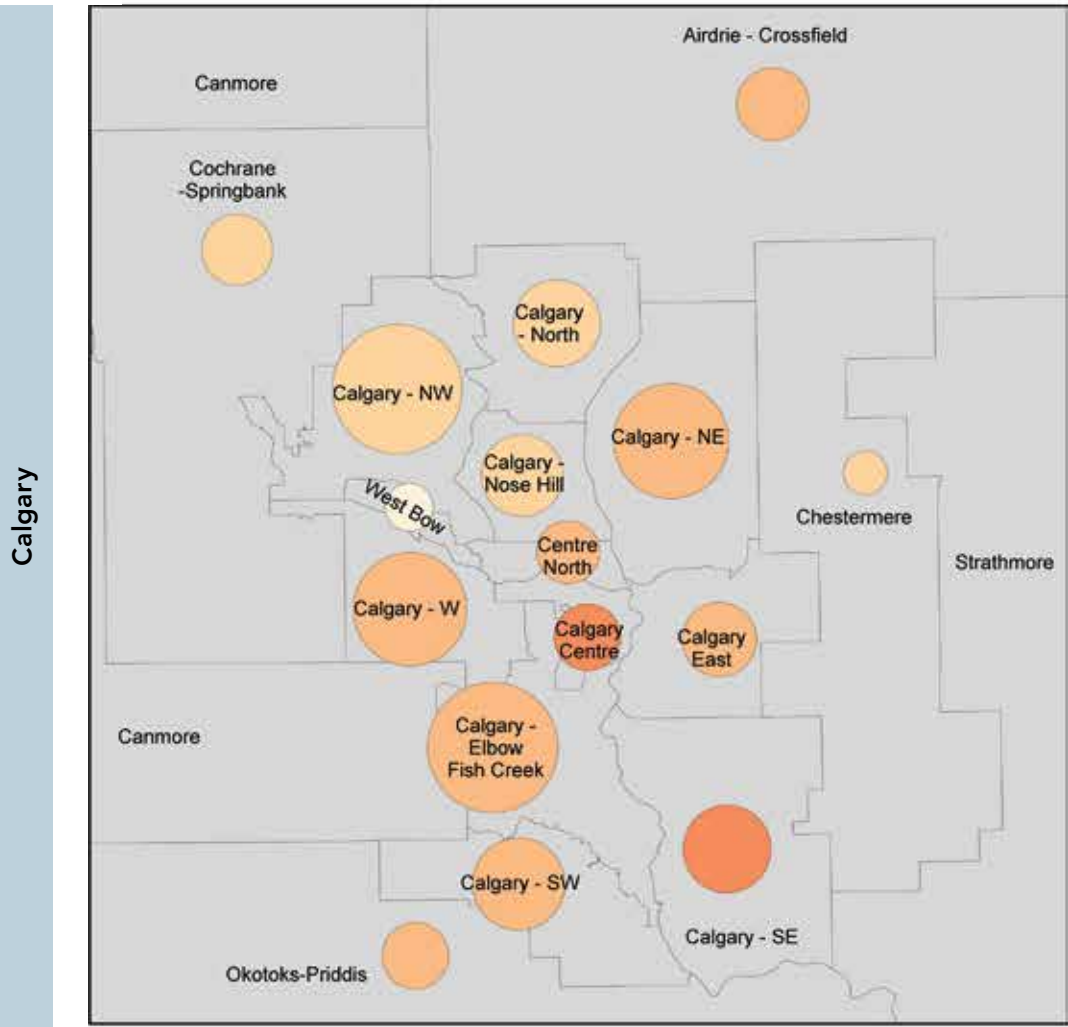 Calgary
Airdrie - Crossfield
Canmore
Cochrane
-Springbank
Calgary
- North
Calgary - NW
Calgary - NE
Calgary -
Nose Hill
West Bow
Chestermere
Centre
North
Strathmore
Calgary - W
Calgary
Centre
Calgary
East
Canmore
Calgary -
Elbow
Fish Creek
Calgary - SW
Calgary - SE
Okotoks-Priddis